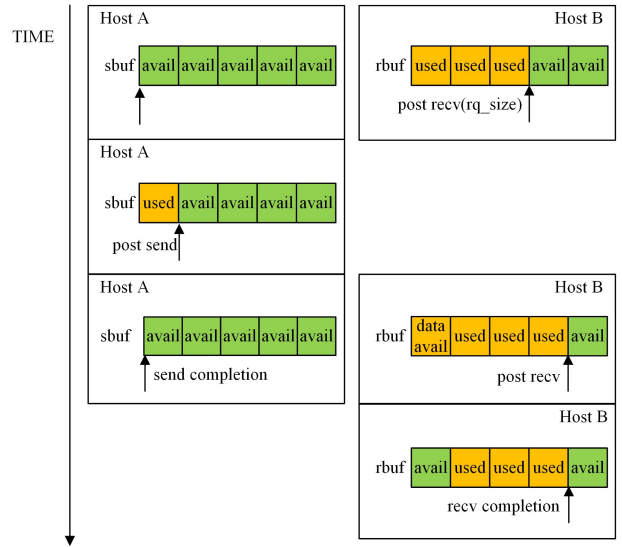 TIME
Host A
sbuf avail avail avail avail avail
Host B
rbuf used used used avail avail
post recv(rq_size)
Host A
sbuf used avail avail avail avail
post send
Host A
sbuf avail avail avail avail avail
send completion
Host B
rbuf data avail used used used avail
post recv
Host B
rbuf avail used used used avail
recv completion